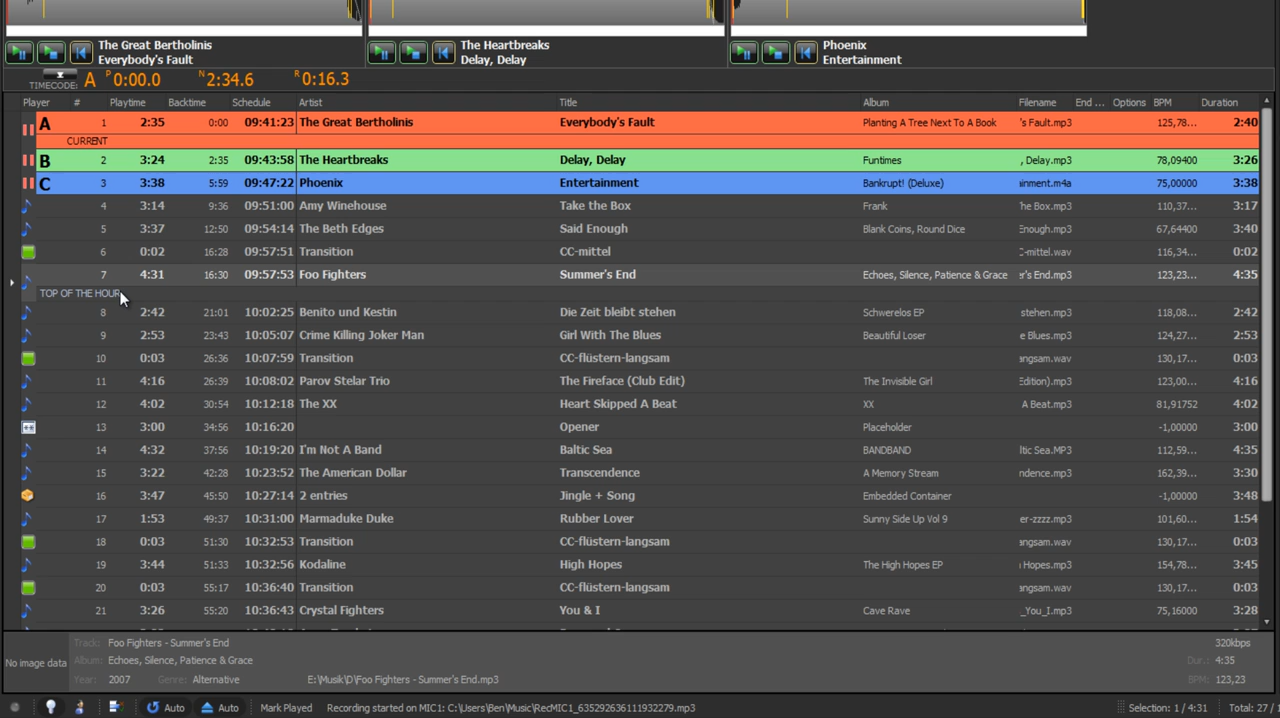 The Great Bertholinis
Everybody's Fault
The Heartbreaks
Delay, Delay
Phoenix
Entertainment
TIMECODE: A P 0:00.0 N 2:34.6 R 0:16.3
Player # Playtime Backtime Schedule Artist Title Album Filename End ... Options BPM Duration
A 1 2:35 0:00 09:41:23 The Great Bertholinis Everybody's Fault Planting A Tree Next To A Book 's Fault.mp3 125,78... 2:40
CURRENT
B 2 3:24 2:35 09:43:58 The Heartbreaks Delay, Delay Funtimes , Delay.mp3 78,09400 3:26
C 3 3:38 5:59 09:47:22 Phoenix Entertainment Bankrupt! (Deluxe) inment.m4a 75,00000 3:38
4 3:14 9:36 09:51:00 Amy Winehouse Take the Box Frank he Box.mp3 110,37... 3:17
5 3:37 12:50 09:54:14 The Beth Edges Said Enough Blank Coins, Round Dice 67,64400 3:40
6 0:02 16:28 09:57:51 Transition CC-mittel C-mittel.wav 116,34... 0:02
7 4:31 16:30 09:57:53 Foo Fighters Summer's End Echoes, Silence, Patience & Grace r's End.mp3 123,23... 4:35
TOP OF THE HOUR
8 2:42 21:01 10:02:25 Benito und Kestin Die Zeit bleibt stehen Schwerelos EP stehen.mp3 118,08... 2:42
9 2:53 23:43 10:05:07 Crime Killing Joker Man Girl With The Blues Beautiful Loser e Blues.mp3 124,27... 2:53
10 0:03 26:36 10:07:59 Transition CC-flüstern-langsam angsam.wav 130,17... 0:03
11 4:16 26:39 10:08:02 Parov Stelar Trio The Fireface (Club Edit) The Invisible Girl Edition).mp3 123,00... 4:16
12 4:02 30:54 10:12:18 The XX Heart Skipped A Beat XX A Beat.mp3 81,91752 4:02
13 3:00 34:56 10:16:20 Opener Placeholder -1,00000 3:00
14 4:32 37:56 10:19:20 I'm Not A Band Baltic Sea BANDBAND ltic Sea.MP3 112,59... 4:35
15 3:22 42:28 10:23:52 The American Dollar Transcendence A Memory Stream ndence.mp3 162,39... 3:30
16 3:47 45:50 10:27:14 2 entries Jingle + Song Embedded Container -1,00000 3:48
17 1:53 49:37 10:31:00 Marmaduke Duke Rubber Lover Sunny Side Up Vol 9 er-zzzz.mp3 101,60... 1:54
18 0:03 51:30 10:32:53 Transition CC-flüstern-langsam angsam.wav 130,17... 0:03
19 3:44 51:33 10:32:56 Kodaline High Hopes The High Hopes EP Hopes.mp3 154,78... 3:45
20 0:03 55:17 10:36:40 Transition CC-flüstern-langsam angsam.wav 130,17... 0:03
21 3:26 55:20 10:36:43 Crystal Fighters You & I Cave Rave _You_I.mp3 75,16000 3:28
No image data
Track: Foo Fighters - Summer's End 320kbps
Album: Echoes, Silence, Patience & Grace Dur.: 4:35
Year: 2007 Genre: Alternative E:\Musik\D\Foo Fighters - Summer's End.mp3 BPM: 123,23
Auto Auto Mark Played Recording started on MIC1: C:\Users\Ben\Music\RecMIC1_635292636111932279.mp3 Selection: 1 / 4:31 Total: 27 / 1